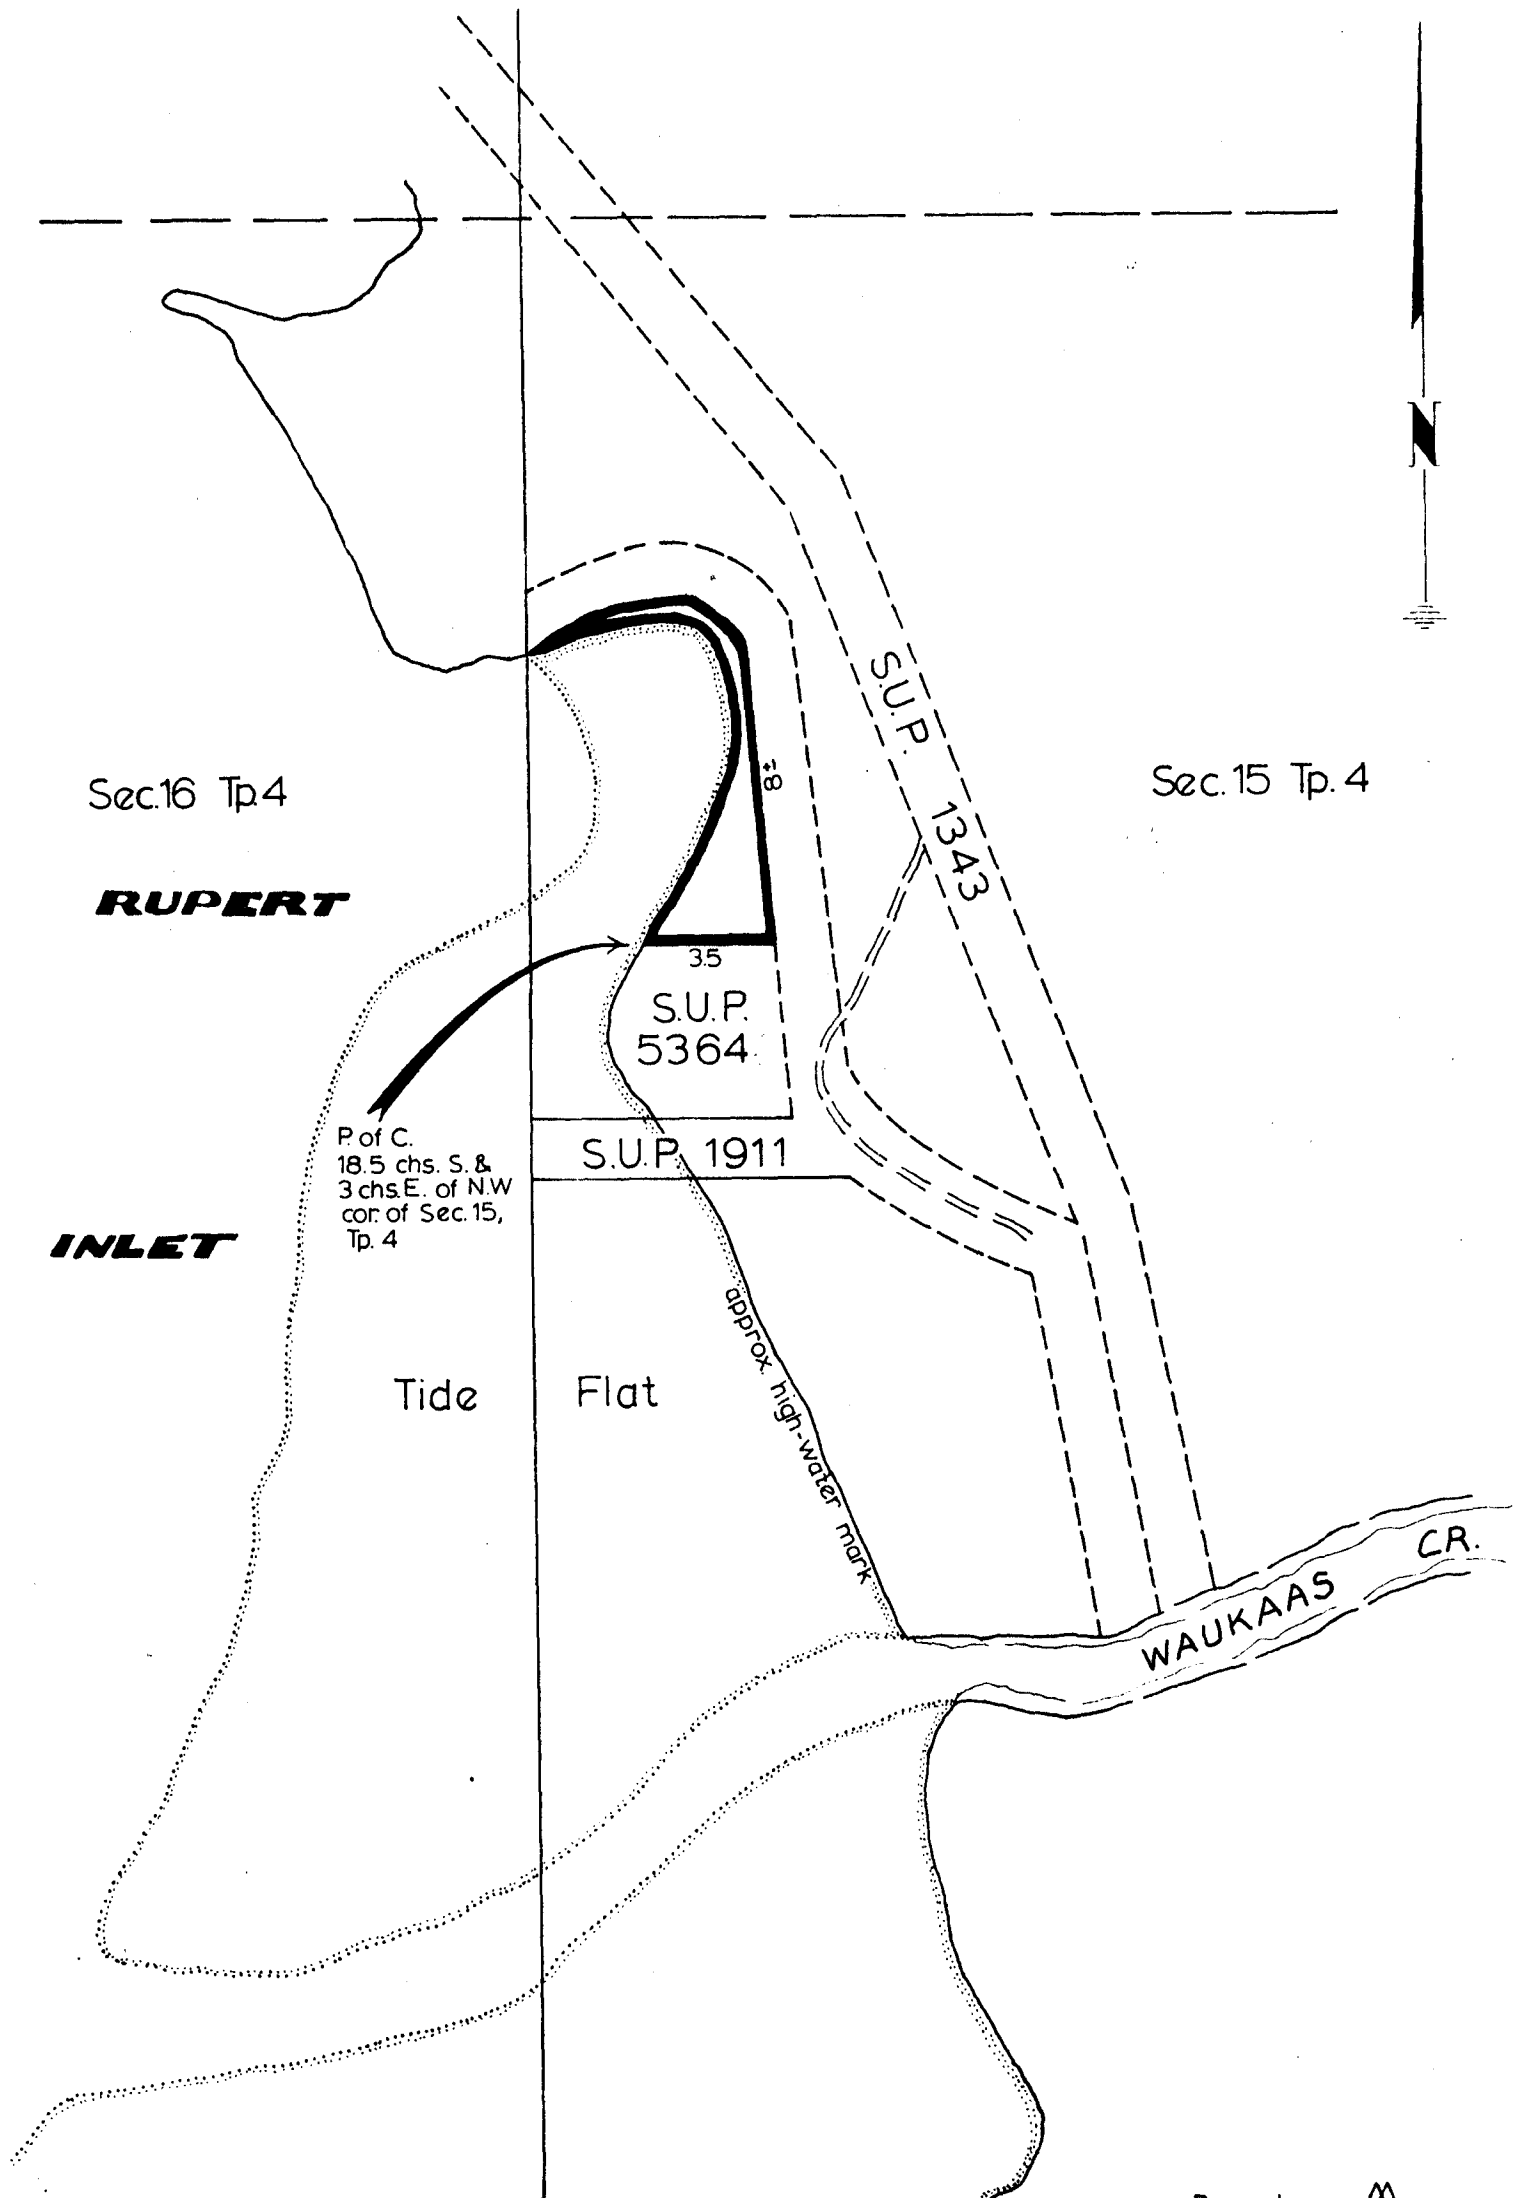 N
S.U.P. 1343
±8
Sec.16 Tp.4
Sec.15 Tp.4
RUPERT
3.5
S.U.P.
5364
P. of C.
18.5 chs. S. &
3 chs. E. of N.W
cor. of Sec. 15,
Tp. 4
S.U.P. 1911
INLET
approx. high-water mark
Tide Flat
CR.
WAUKAAS